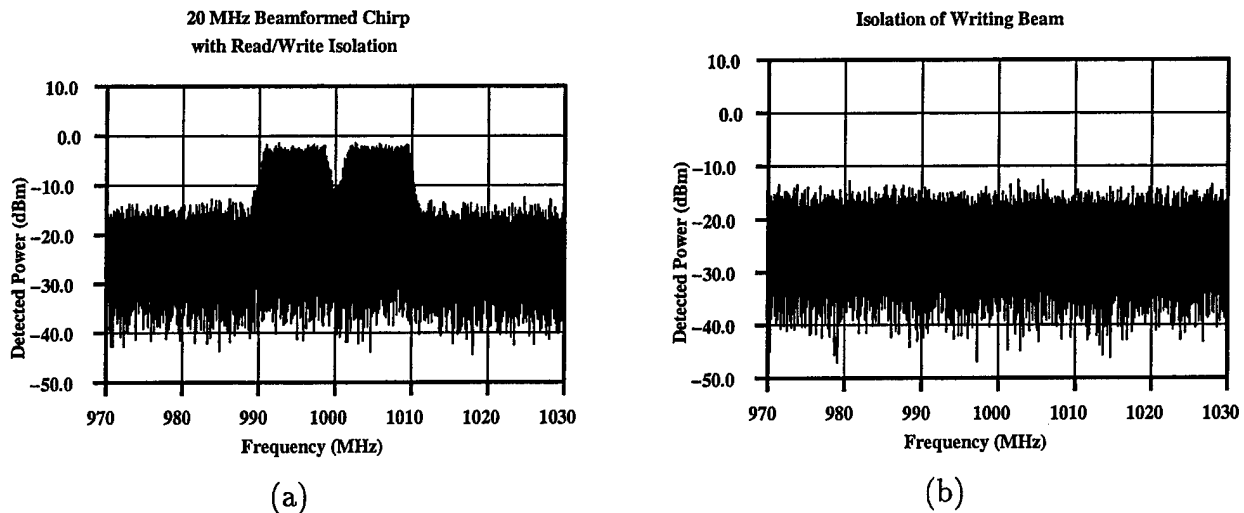 20 MHz Beamformed Chirp
with Read/Write Isolation
Detected Power (dBm)
10.0
0.0
−10.0
−20.0
−30.0
−40.0
−50.0
970 980 990 1000 1010 1020 1030
Frequency (MHz)
(a)
Isolation of Writing Beam
Detected Power (dBm)
10.0
0.0
−10.0
−20.0
−30.0
−40.0
−50.0
970 980 990 1000 1010 1020 1030
Frequency (MHz)
(b)